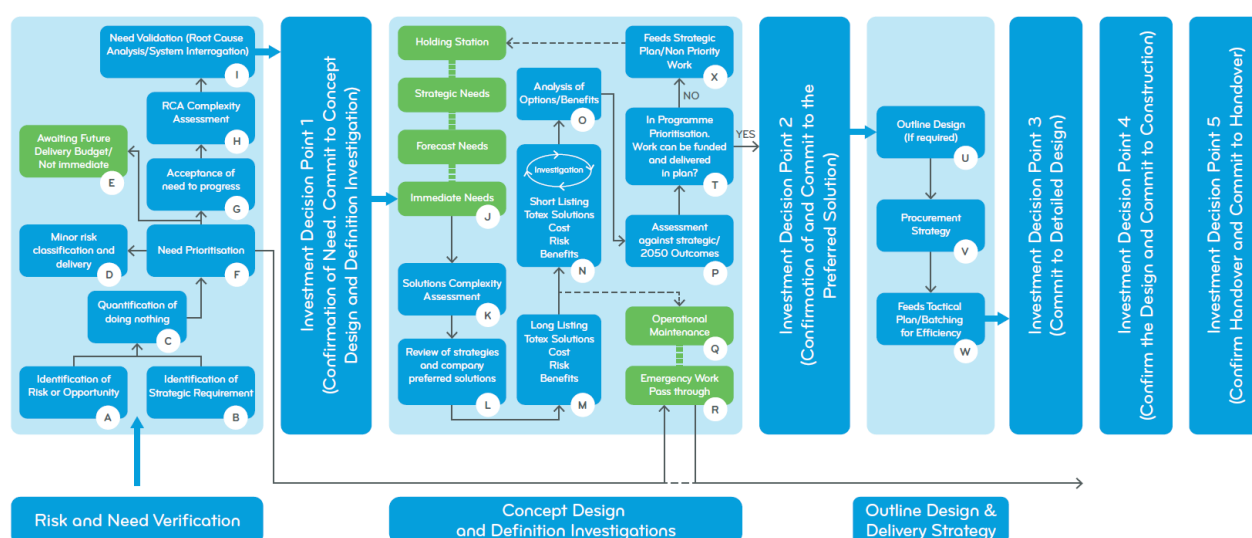 Need Validation (Root Cause
Analysis/System Interrogation)
I
RCA Complexity
Assessment
H
Awaiting Future
Delivery Budget/
Not immediate
E
Acceptance of
need to progress
G
Minor risk
classification and
delivery
D
Need Prioritisation
F
Quantification of
doing nothing
C
Identification of
Risk or Opportunity
A
Identification of
Strategic Requirement
B
Risk and Need Verification
Investment Decision Point 1
(Confirmation of Need. Commit to Concept
Design and Definition Investigation)
Holding Station
Strategic Needs
Forecast Needs
Immediate Needs
J
Solutions Complexity
Assessment
K
Review of strategies
and company
preferred solutions
L
Analysis of
Options/Benefits
O
Investigation
Short Listing
Totex Solutions
Cost
Risk
Benefits
N
Long Listing
Totex Solutions
Cost
Risk
Benefits
M
Feeds Strategic
Plan/Non Priority
Work
X
NO
In Programme
Prioritisation.
Work can be funded
and delivered
in plan?
T
YES
Assessment
against strategic/
2050 Outcomes
P
Operational
Maintenance
Q
Emergency Work
Pass through
R
Concept Design
and Definition Investigations
Investment Decision Point 2
(Confirmation of and Commit to the
Preferred Solution)
Outline Design
(If required)
U
Procurement
Strategy
V
Feeds Tactical
Plan/Batching
for Efficiency
W
Outline Design &
Delivery Strategy
Investment Decision Point 3
(Commit to Detailed Design)
Investment Decision Point 4
(Confirm the Design and Commit to Construction)
Investment Decision Point 5
(Confirm Handover and Commit to Handover)